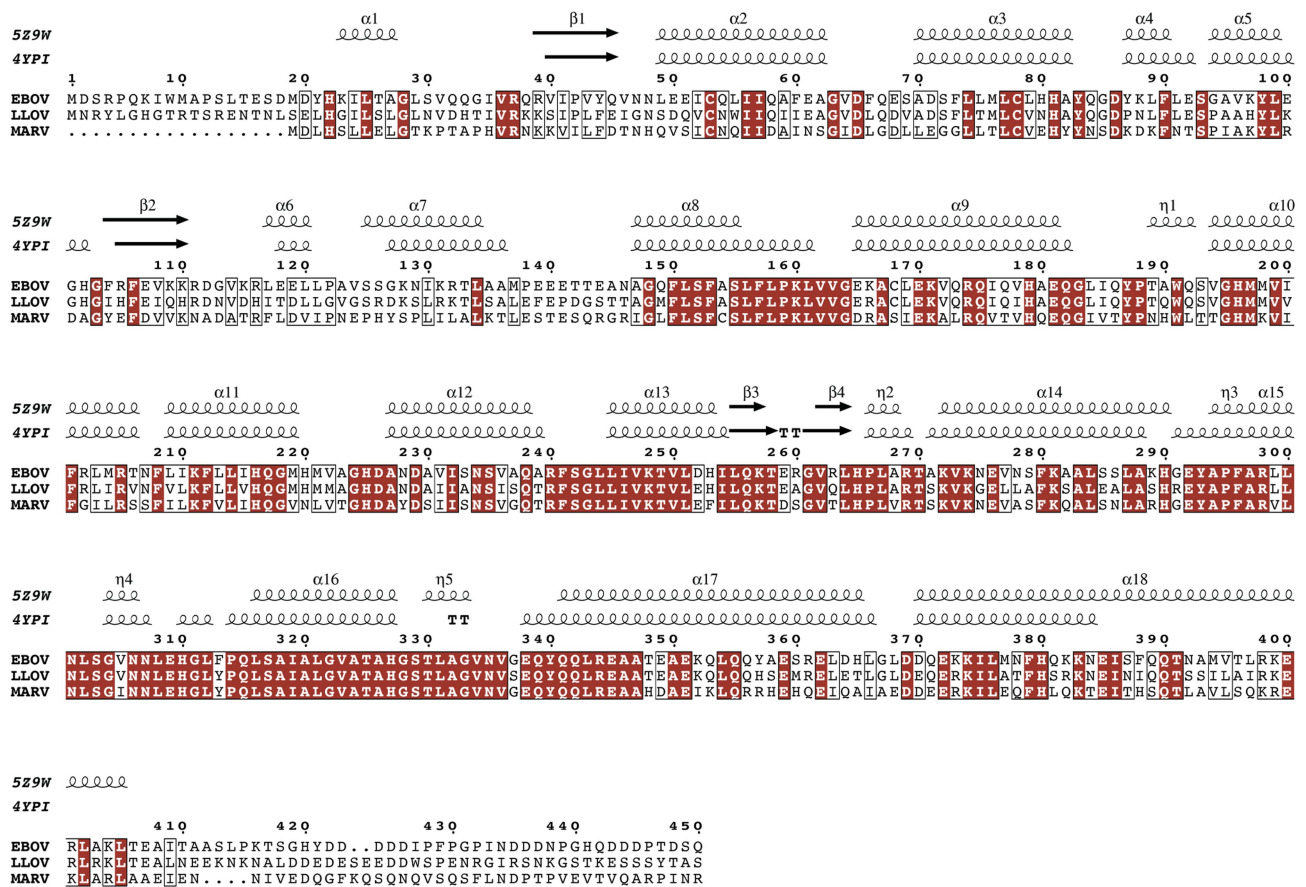 α1 β1 α2 α3 α4 α5
5Z9W
4YPI
1 10 20 30 40 50 60 70 80 90 100
EBOV MDSRPQKIWMAPSLTESDMDYHKILTAGLSVQQGIVRQRVIPVYQVNNLEEICQLIIQAFEAGVDFQESADSFLLMLCLHHAYQGDYKLFLESGAVKYLE
LLOV MNRYLGHGTRTSRENTNLSELHSILELGLNVDHTIVRKKSIPLFEIGNSDQVCNWIIQIIEAGVDLQDVADSFLTMLCVNHAYQGDPNLFLESPAAHYLK
MARV ..................MDLHSLLELGTKPTAPHVRNKKVILFDTNHQVSICNQIIDAINSGIDLGDLLEGGLLTLCVEHYYNSDKDKFNTSPIAKYLR
β2 α6 α7 α8 α9 η1 α10
5Z9W
4YPI
110 120 130 140 150 160 170 180 190 200
EBOV GHGFRFEVKKRDGVKRLEELLPAVSSGKNIKRTLAAMPEEETTEANAGQFLSFASLFLPKLVVGEKACLEKVQRQIQVHAEQGLIQYPTAWQSVGHMMVI
LLOV GHGIHFEIQHRDNVDHITDLLGVGSRDKSLRKTLSALEFEPDGSTTAGMFLSFASLFLPKLVVGEKACLEKVQRQIQIHAEQGLIQYPTQWQSVGHMMVI
MARV DAGYEFDVVKNADATRFLDVIPNEPHYSPLILALKTLESTESQRGRIGLFLSFCSLFLPKLVVGDRASIEKALRQVTVHQEQGIVTYPNHWLTTGHMKVI
α11 α12 α13 β3 β4 η2 α14 η3 α15
5Z9W
4YPI TT
210 220 230 240 250 260 270 280 290 300
EBOV FRLMRTNFLIKFLLIHQGMHMVAGHDANDAVISNSVAQARFSGLLIVKTVLDHILQKTERGVRLHPLARTAKVKNEVNSFKAALSSLAKHGEYAPFARLL
LLOV FRLIRVNFVLKFLLVHQGMHMMAGHDANDAIIANSISQTRFSGLLIVKTVLEHILQKTEAGVQLHPLARTSKVKGELLAFKSALEALASHREYAPFARLL
MARV FGILRSSFILKFVLIHQGVNLVTGHDAYDSIISNSVGQTRFSGLLIVKTVLEFILQKTDSGVTLHPLVRTSKVKNEVASFKQALSNLARHGEYAPFARVL
η4 α16 η5 α17 α18
5Z9W
4YPI TT
310 320 330 340 350 360 370 380 390 400
EBOV NLSGVNNLEHGLFPQLSAIALGVATAHGSTLAGVNVGEQYQQLREAATEAEKQLQQYAESRELDHLGLDDQEKKILMNFHQKKNEISFQQTNAMVTLRKE
LLOV NLSGVNNLEHGLYPQLSAIALGVATAHGSTLAGVNVSEQYQQLREAATEAEKQLQQHSEMRELETLGLDDQEKKILATFHSRKNEINIQQTSSILAIRKE
MARV NLSGINNLEHGLYPQLSAIALGVATAHGSTLAGVNVGEQYQQLREAAHDAEIKLQRRHEHQEIQAIAEDDEERKILEQFHLQKTEITHSQTLAVLSQKRE
5Z9W
4YPI
410 420 430 440 450
EBOV RLAKLTEAITAASLPKTSGHYDD..DDDIPFPGPINDDDNPGHQDDDPTDSQ
LLOV RLRKLTEALNEEKNKNALDDEDESEEDDWSPENRGIRSNKGSTKESSSYTAS
MARV KLARLAAEIEN....NIVEDQGFKQSQNQVSQSFLNDPTPVEVTVQARPINR